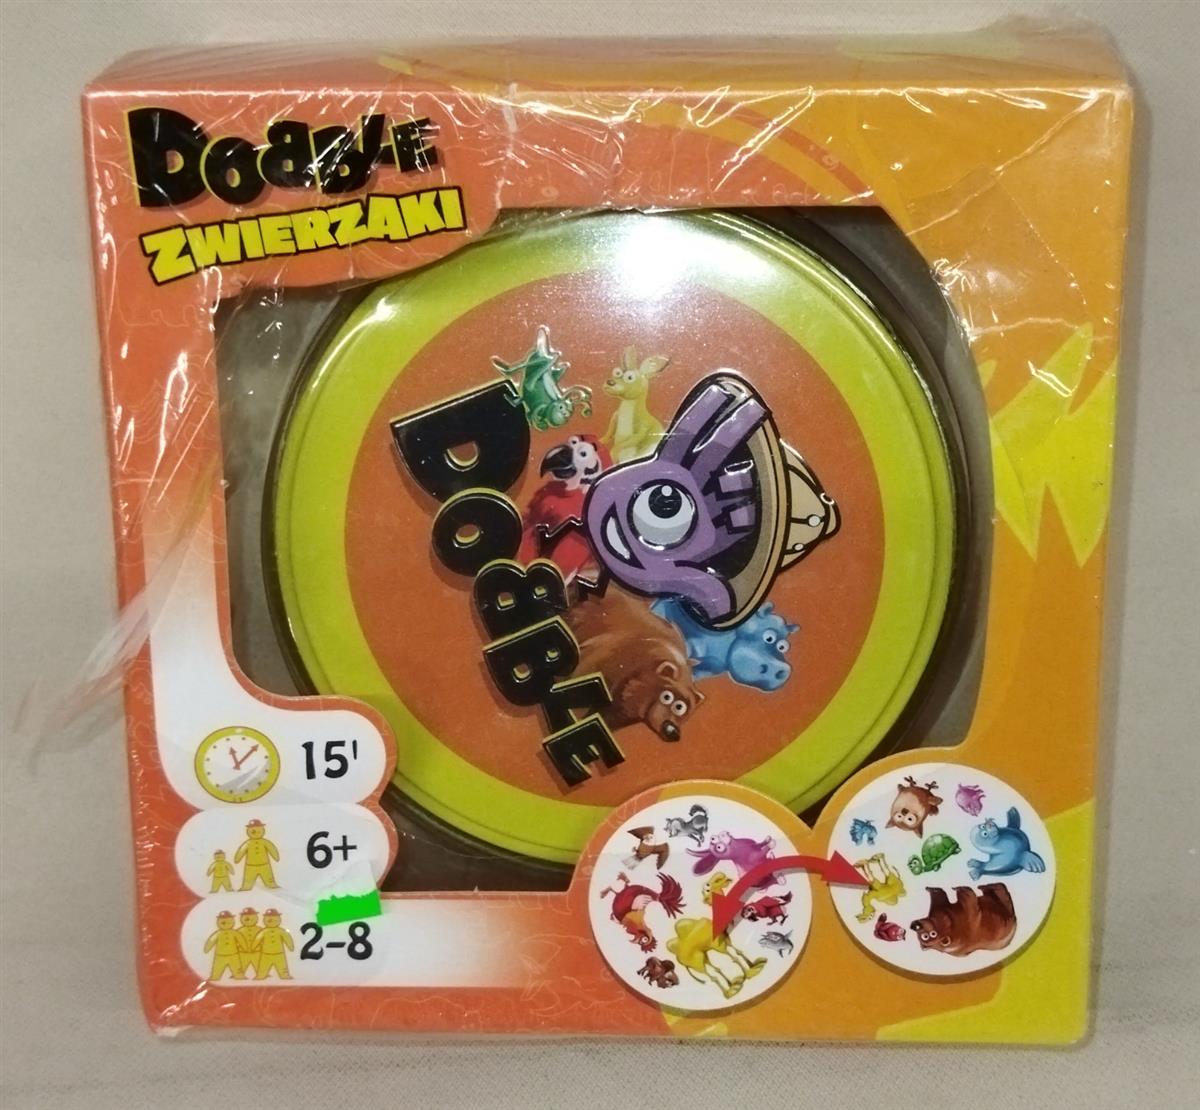 DOBBLE
ZWIERZAKI
DOBBLE
15'
6+
2-8